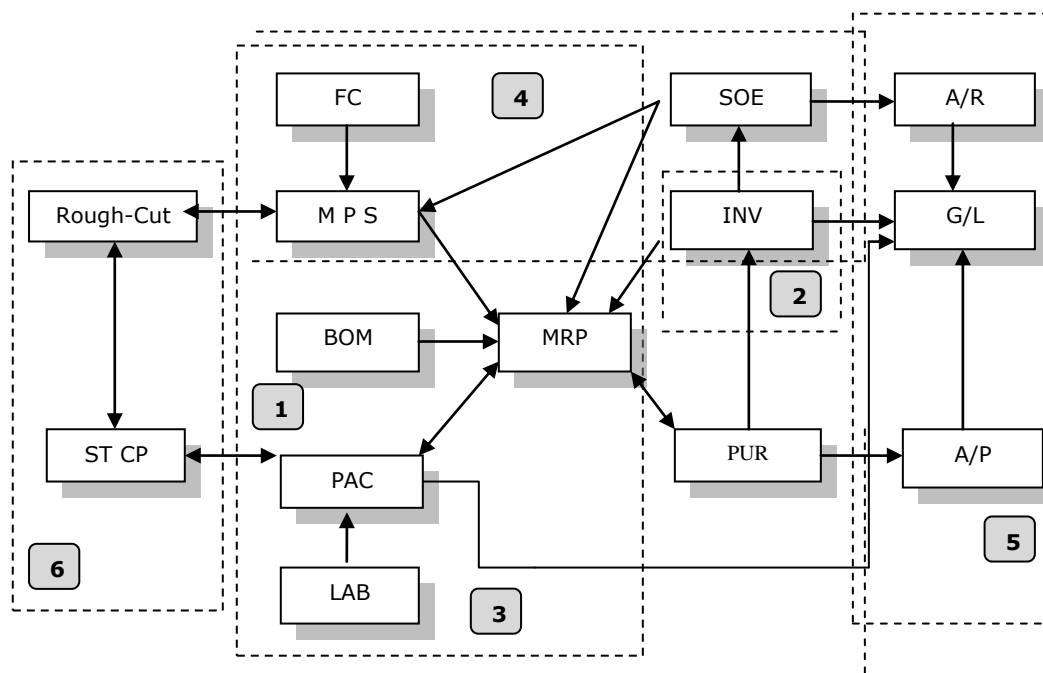 FC
4
SOE
A/R
Rough-Cut
M P S
INV
G/L
2
BOM
MRP
1
ST CP
PAC
PUR
A/P
5
6
LAB
3